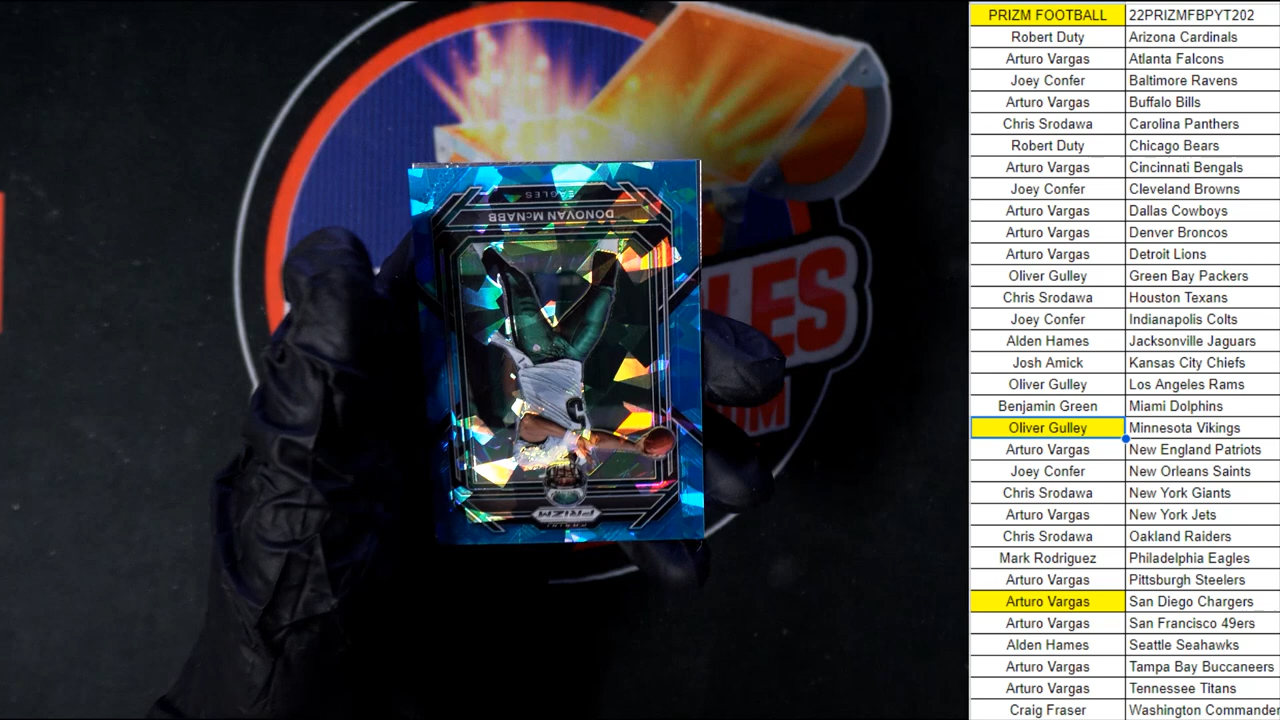 PRIZM FOOTBALL 22PRIZMFBPYT202
Robert Duty Arizona Cardinals
Arturo Vargas Atlanta Falcons
Joey Confer Baltimore Ravens
Arturo Vargas Buffalo Bills
Chris Srodawa Carolina Panthers
Robert Duty Chicago Bears
Arturo Vargas Cincinnati Bengals
Joey Confer Cleveland Browns
Arturo Vargas Dallas Cowboys
Arturo Vargas Denver Broncos
Arturo Vargas Detroit Lions
Oliver Gulley Green Bay Packers
Chris Srodawa Houston Texans
Joey Confer Indianapolis Colts
Alden Hames Jacksonville Jaguars
Josh Amick Kansas City Chiefs
Oliver Gulley Los Angeles Rams
Benjamin Green Miami Dolphins
Oliver Gulley Minnesota Vikings
Arturo Vargas New England Patriots
Joey Confer New Orleans Saints
Chris Srodawa New York Giants
Arturo Vargas New York Jets
Chris Srodawa Oakland Raiders
Mark Rodriguez Philadelphia Eagles
Arturo Vargas Pittsburgh Steelers
Arturo Vargas San Diego Chargers
Arturo Vargas San Francisco 49ers
Alden Hames Seattle Seahawks
Arturo Vargas Tampa Bay Buccaneers
Arturo Vargas Tennessee Titans
Craig Fraser Washington Commander
EAGLES
DONOVAN McNABB
5
PRIZM
PANINI